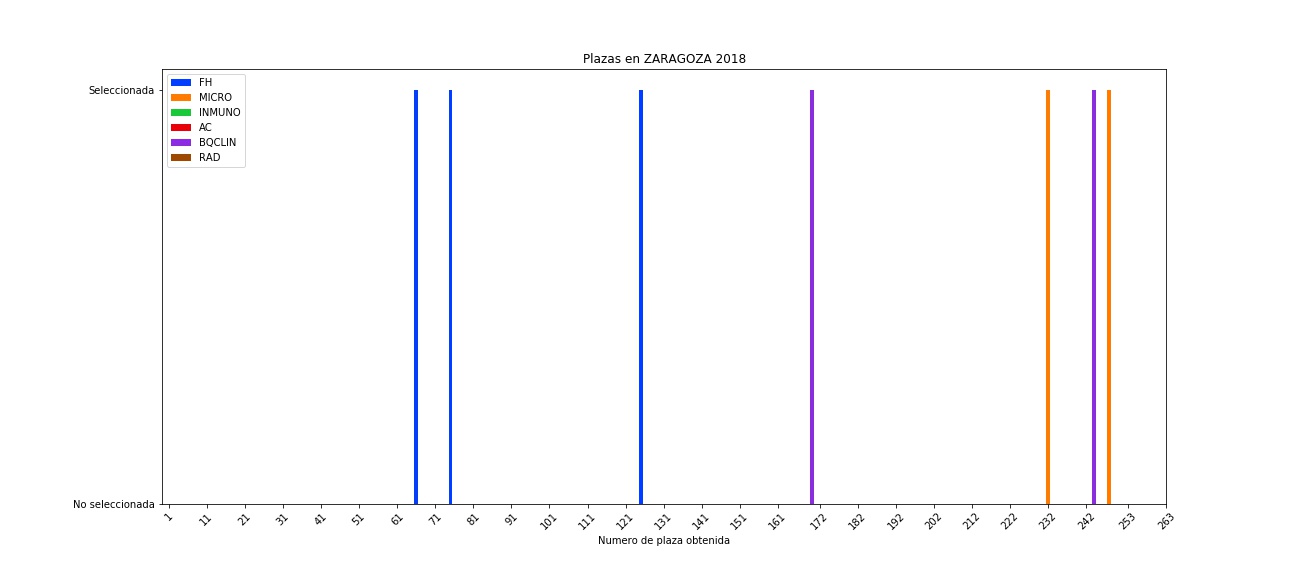 Plazas en ZARAGOZA 2018
Seleccionada
No seleccionada
FH
MICRO
INMUNO
AC
BQCLIN
RAD
1 11 21 31 41 51 61 71 81 91 101 111 121 131 141 151 161 172 182 192 202 212 222 232 242 253 263
Numero de plaza obtenida